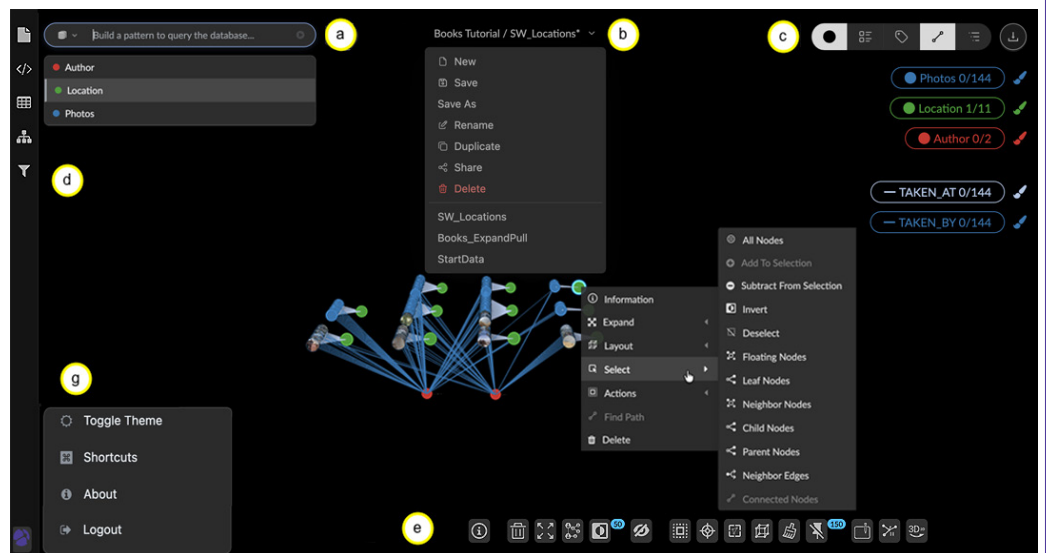 Build a pattern to query the database...
a
Author
Location
Photos
d
Books Tutorial / SW_Locations*
b
New
Save
Save As
Rename
Duplicate
Share
Delete
SW_Locations
Books_ExpandPull
StartData
c
Photos 0/144
Location 1/11
Author 0/2
TAKEN_AT 0/144
TAKEN_BY 0/144
Information
Expand
Layout
Select
Actions
Find Path
Delete
All Nodes
Add To Selection
Subtract From Selection
Invert
Deselect
Floating Nodes
Leaf Nodes
Neighbor Nodes
Child Nodes
Parent Nodes
Neighbor Edges
Connected Nodes
g
Toggle Theme
Shortcuts
About
Logout
e
50
150
3D